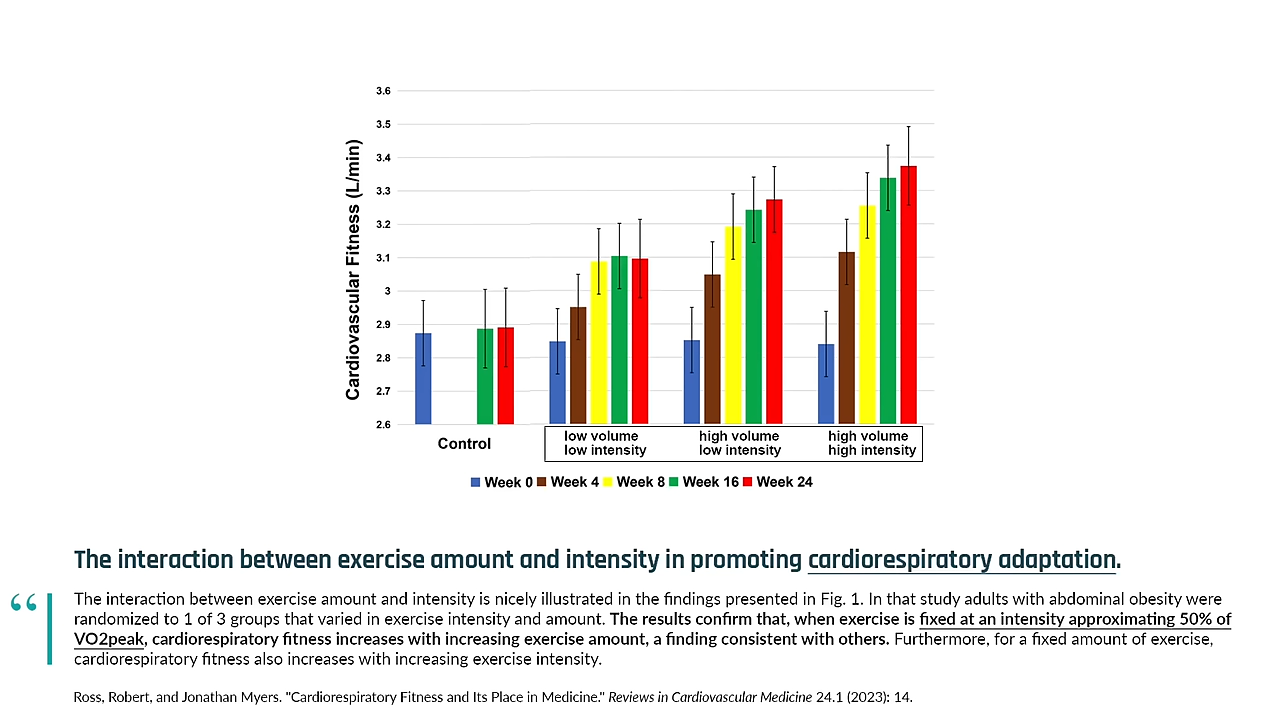 3.6
3.5
3.4
3.3
3.2
3.1
3
2.9
2.8
2.7
2.6
Cardiovascular Fitness (L/min)
Control
low volume
low intensity
high volume
low intensity
high volume
high intensity
Week 0 Week 4 Week 8 Week 16 Week 24
The interaction between exercise amount and intensity in promoting cardiorespiratory adaptation.
“
The interaction between exercise amount and intensity is nicely illustrated in the findings presented in Fig. 1. In that study adults with abdominal obesity were
randomized to 1 of 3 groups that varied in exercise intensity and amount. The results confirm that, when exercise is fixed at an intensity approximating 50% of
VO2peak, cardiorespiratory fitness increases with increasing exercise amount, a finding consistent with others. Furthermore, for a fixed amount of exercise,
cardiorespiratory fitness also increases with increasing exercise intensity.
Ross, Robert, and Jonathan Myers. "Cardiorespiratory Fitness and Its Place in Medicine." Reviews in Cardiovascular Medicine 24.1 (2023): 14.